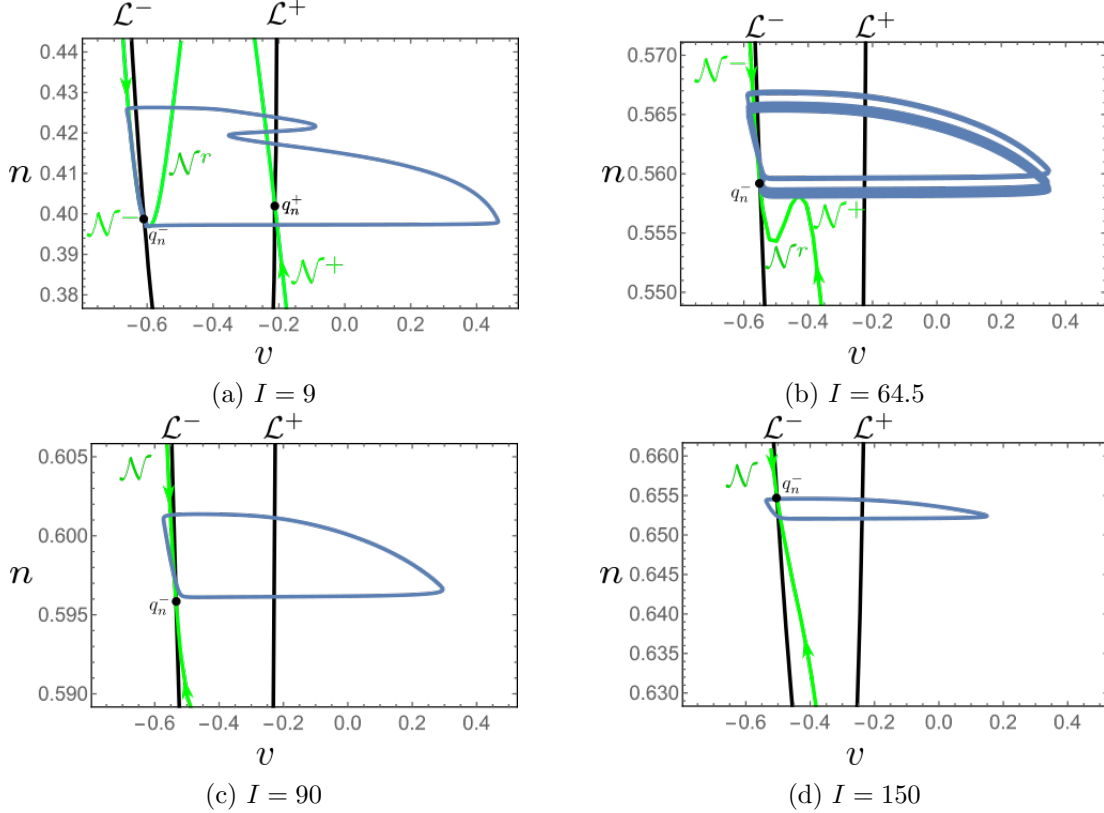 ℒ⁻ ℒ⁺ ℒ⁻ ℒ⁺
0.44
0.43
0.42
0.41
0.40
0.39
0.38
n
𝒩ʳ
𝒩⁻
qₙ⁻
qₙ⁺
𝒩⁺
−0.6 −0.4 −0.2 0.0 0.2 0.4
v
(a) I = 9
0.570
0.565
0.560
0.555
0.550
n
𝒩⁻
qₙ⁻
𝒩⁺
𝒩ʳ
−0.6 −0.4 −0.2 0.0 0.2 0.4
v
(b) I = 64.5
ℒ⁻ ℒ⁺
0.605
0.600
0.595
0.590
n
𝒩
qₙ⁻
−0.6 −0.4 −0.2 0.0 0.2 0.4
v
(c) I = 90
ℒ⁻ ℒ⁺
0.660
0.655
0.650
0.645
0.640
0.635
0.630
n
𝒩
qₙ⁻
−0.6 −0.4 −0.2 0.0 0.2 0.4
v
(d) I = 150